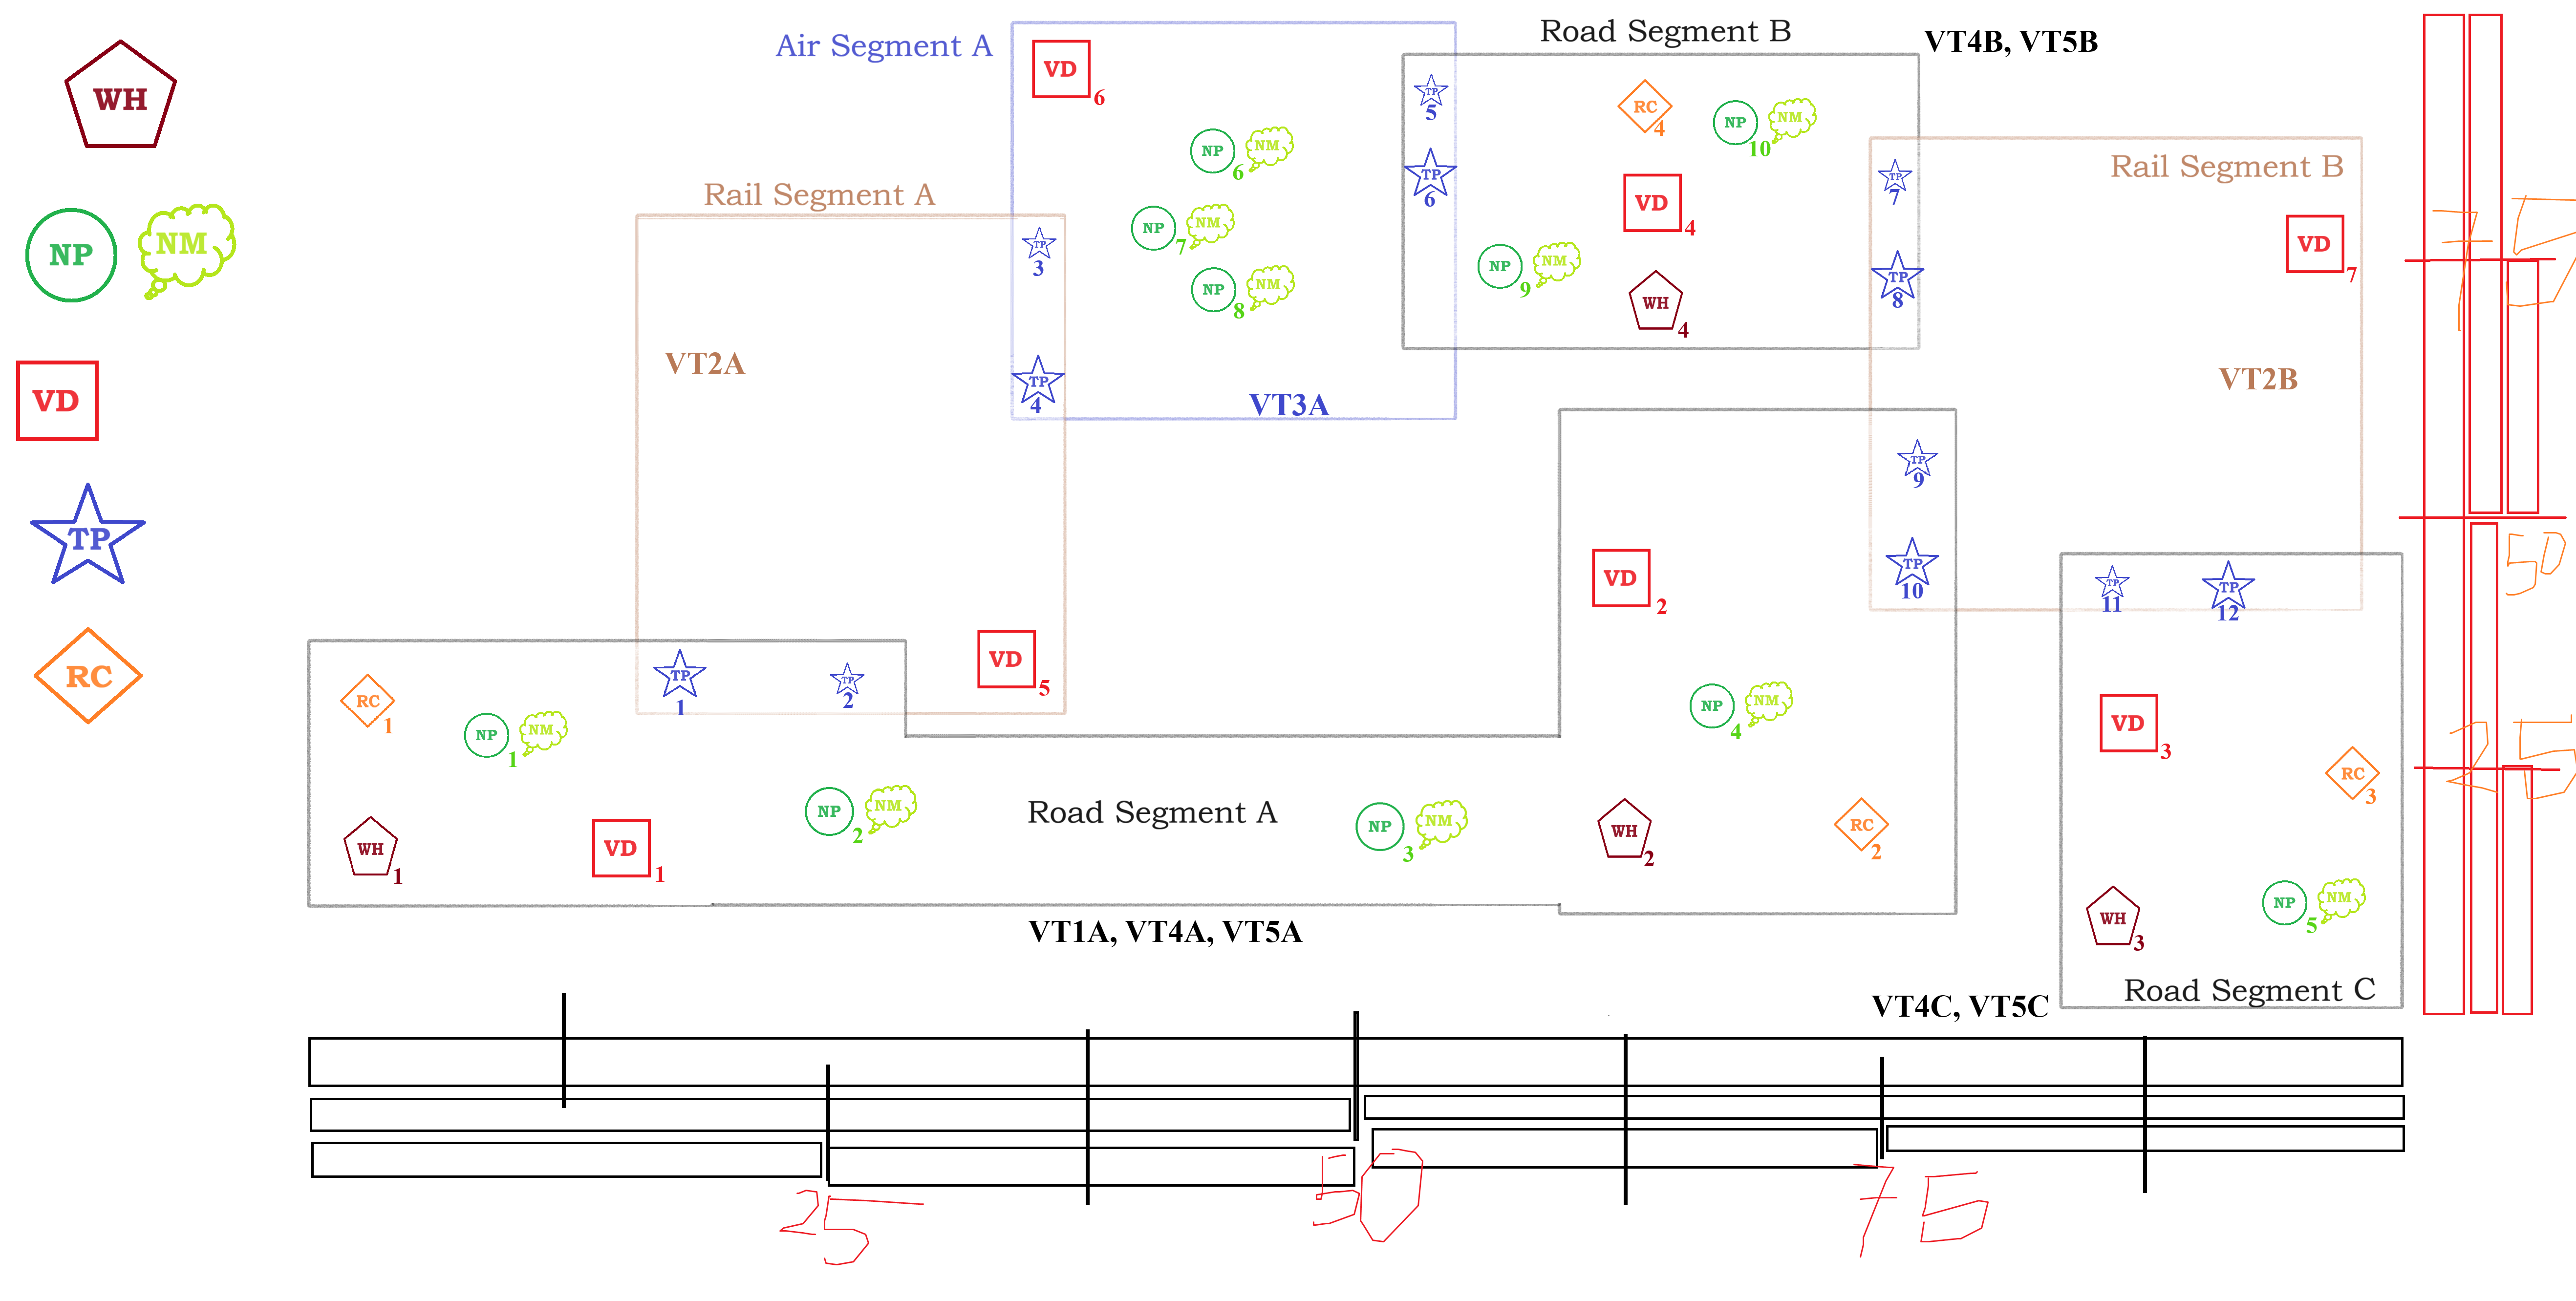 WH
NP NM
VD
TP
RC
Air Segment A
VD 6
NP 6 NM
NP 7 NM
NP 8 NM
VT3A
Rail Segment A
VT2A
TP 3
TP 4
VD 5
Road Segment B
VT4B, VT5B
TP 5
TP 6
RC 4
NP 10 NM
VD 4
NP 9 NM
WH 4
TP 7
TP 8
Rail Segment B
VD 7
VT2B
TP 9
TP 10
TP 11
TP 12
RC 1
NP 1 NM
TP 1
TP 2
WH 1
VD 1
NP 2 NM
Road Segment A
NP 3 NM
VD 2
NP 4 NM
WH 2
RC 2
VT1A, VT4A, VT5A
VD 3
RC 3
WH 3
NP 5 NM
Road Segment C
VT4C, VT5C
75
50
25
25
50
75